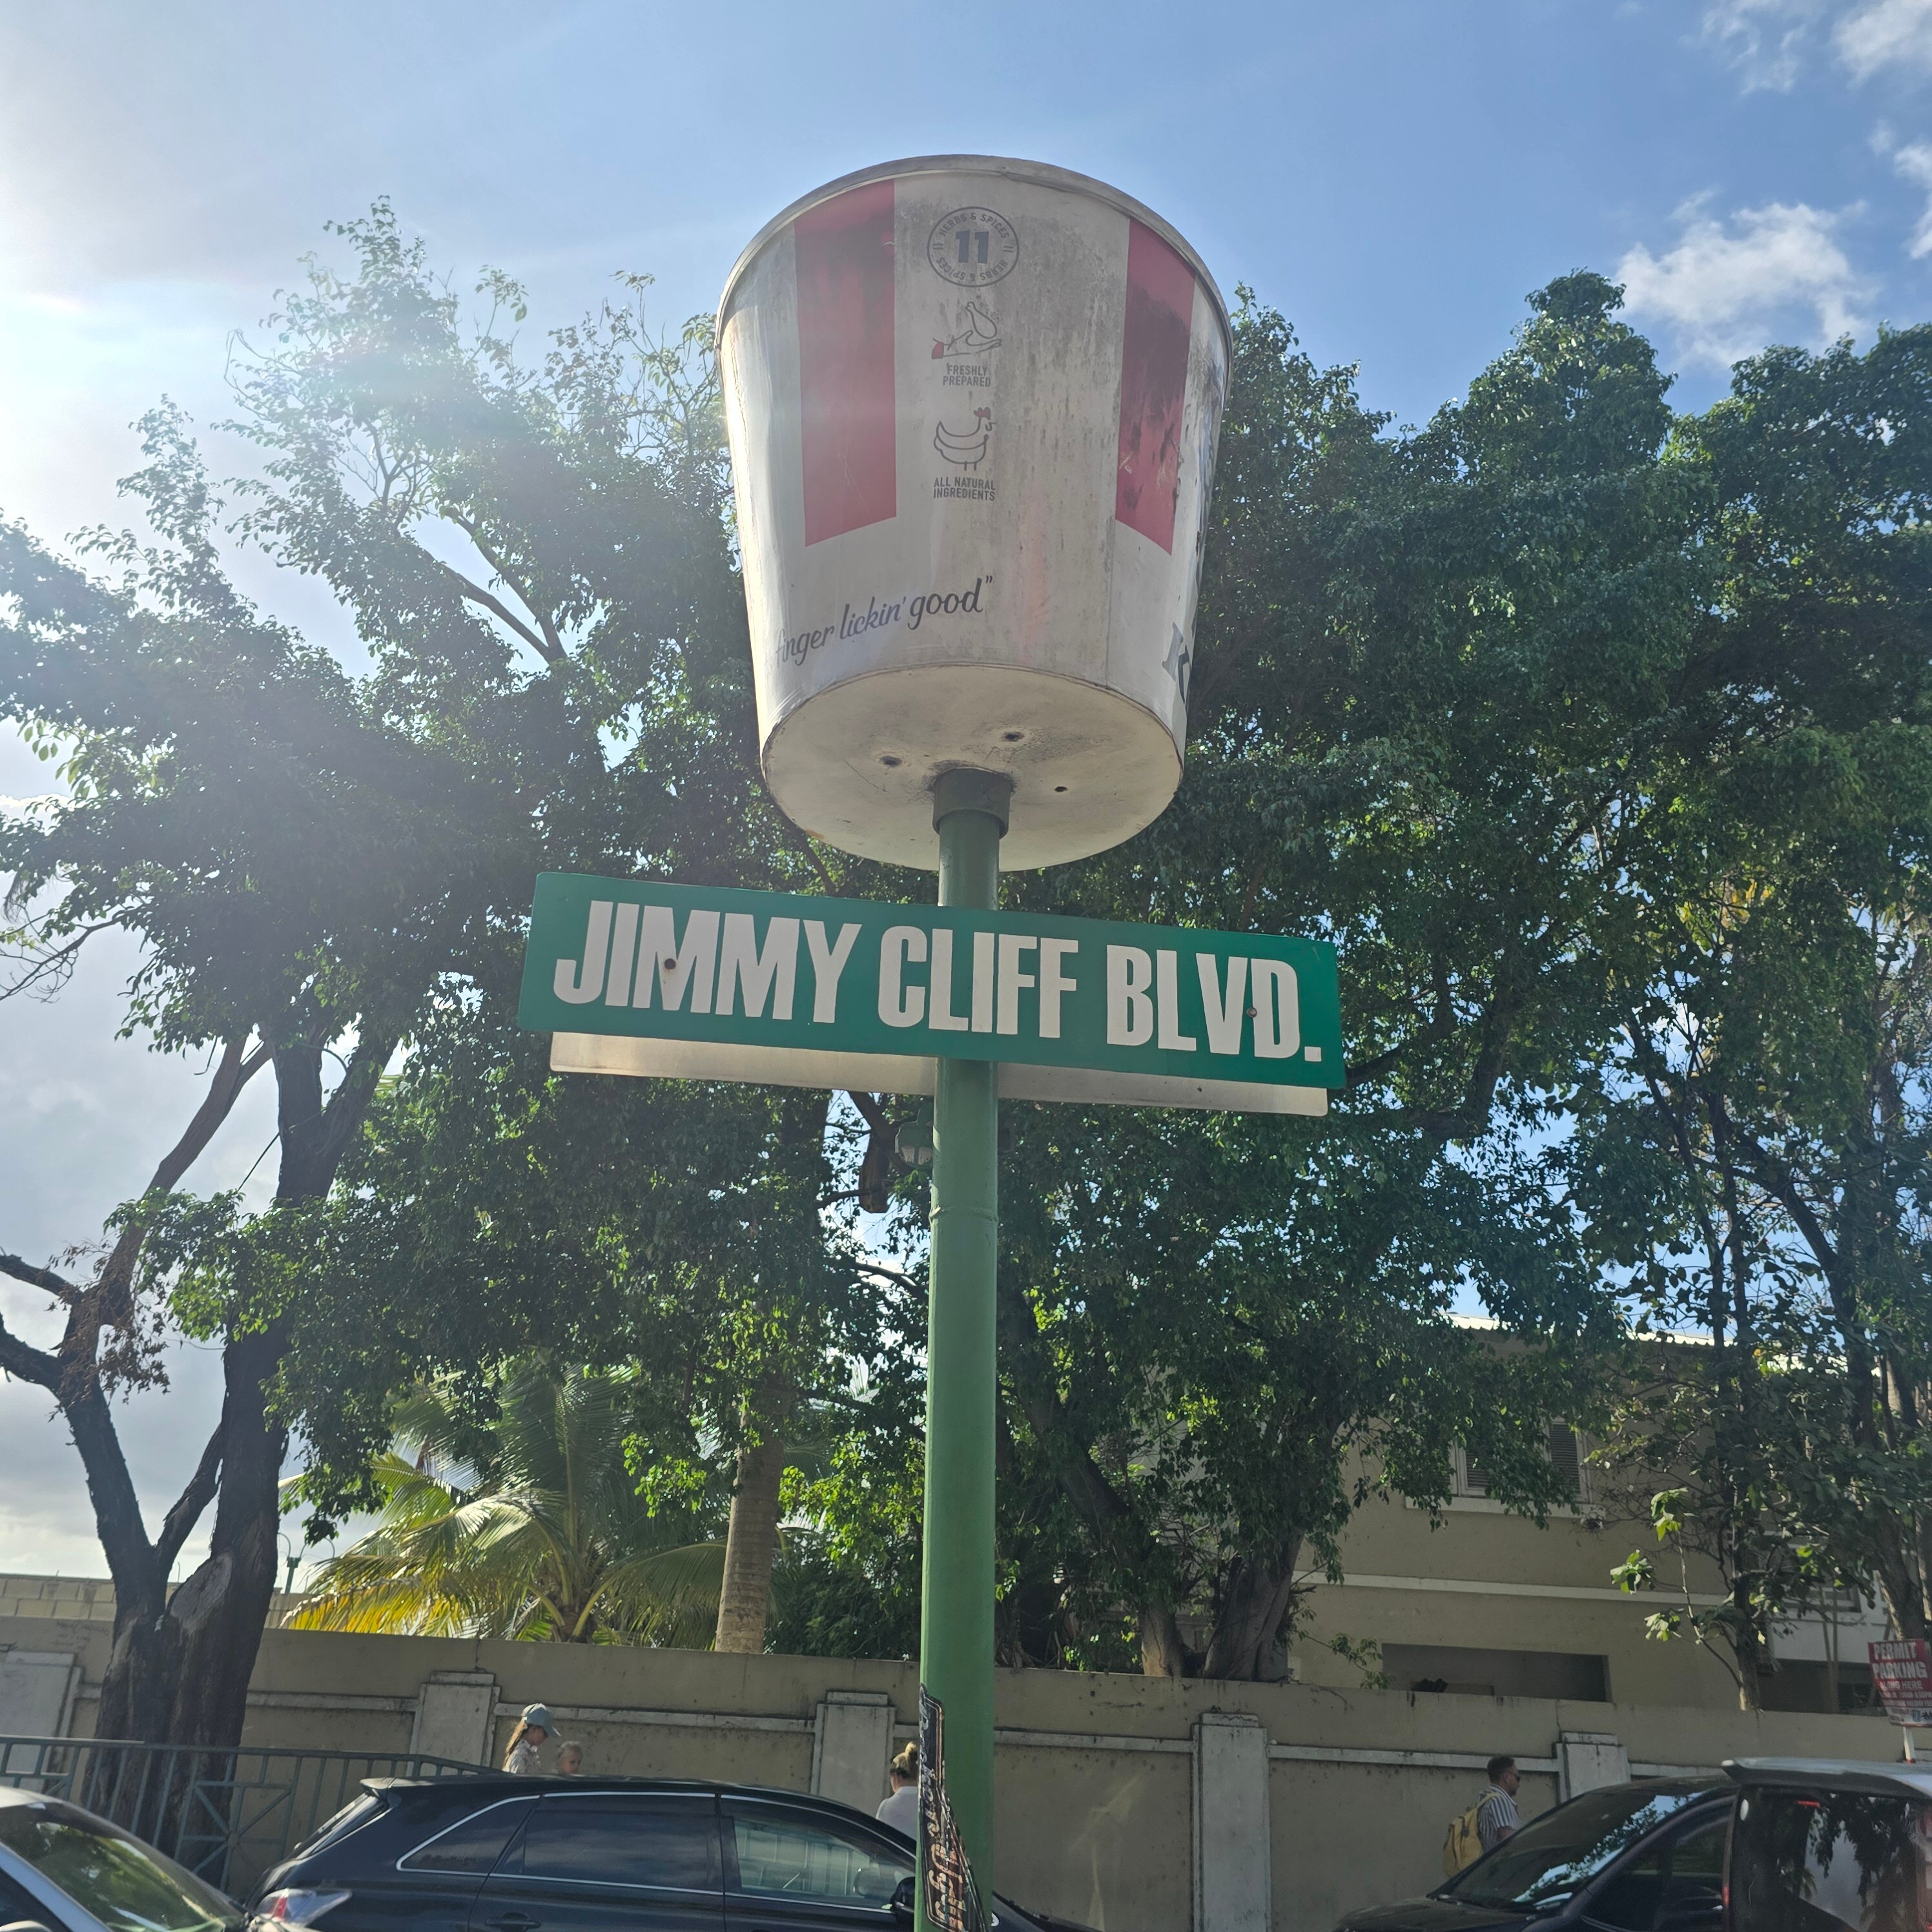 HERBS & SPICES
11
HERBS & SPICES
FRESHLY
PREPARED
ALL NATURAL
INGREDIENTS
finger lickin' good”
K
JIMMY CLIFF BLVD.
PERMIT
PARKING